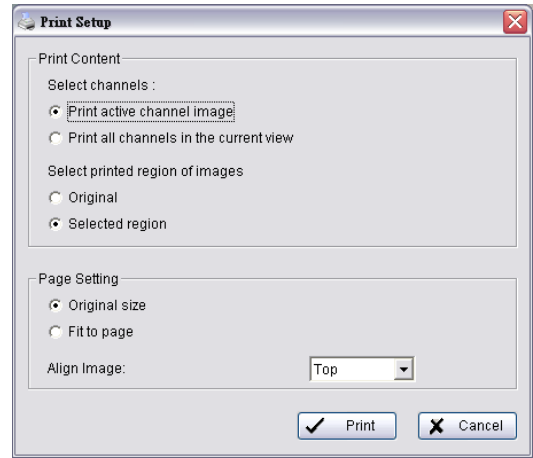 Print Setup
Print Content
Select channels :
Print active channel image
Print all channels in the current view
Select printed region of images
Original
Selected region
Page Setting
Original size
Fit to page
Align Image: Top
Print Cancel